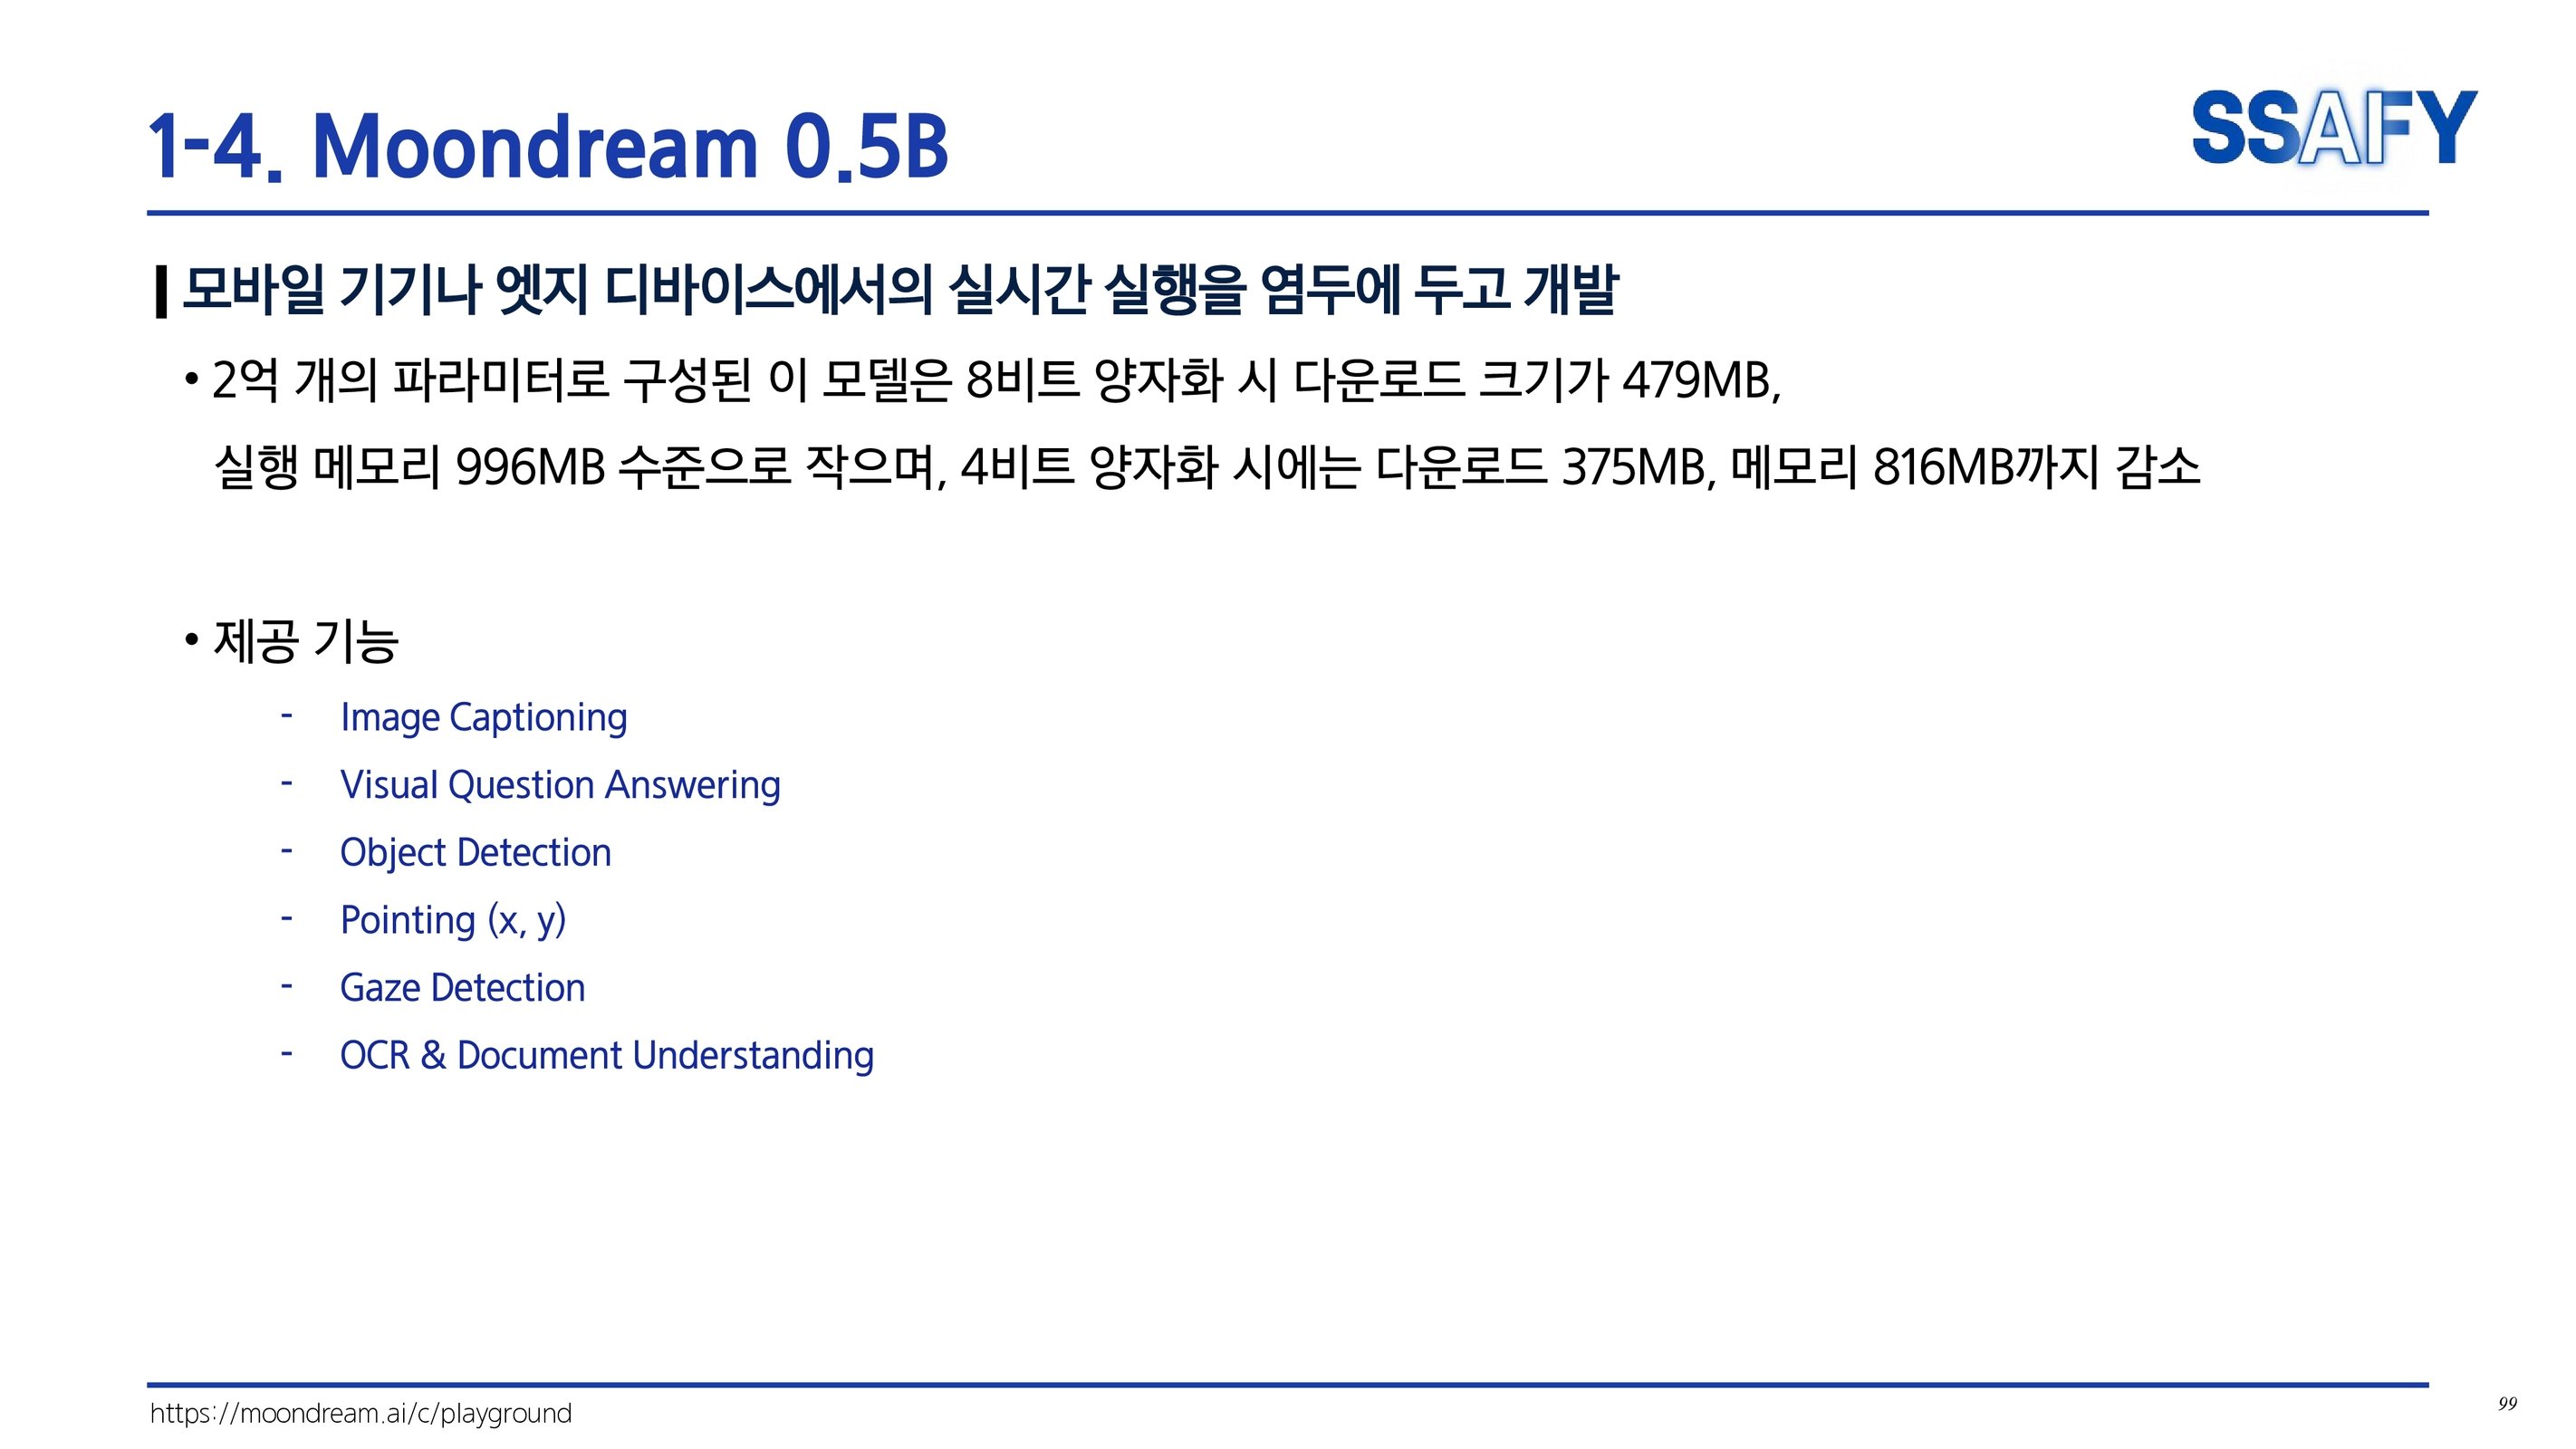 1-4. Moondream 0.5B
SSAFY
모바일 기기나 엣지 디바이스에서의 실시간 실행을 염두에 두고 개발
• 2억 개의 파라미터로 구성된 이 모델은 8비트 양자화 시 다운로드 크기가 479MB,
실행 메모리 996MB 수준으로 작으며, 4비트 양자화 시에는 다운로드 375MB, 메모리 816MB까지 감소
• 제공 기능
- Image Captioning
- Visual Question Answering
- Object Detection
- Pointing (x, y)
- Gaze Detection
- OCR & Document Understanding
https://moondream.ai/c/playground
99